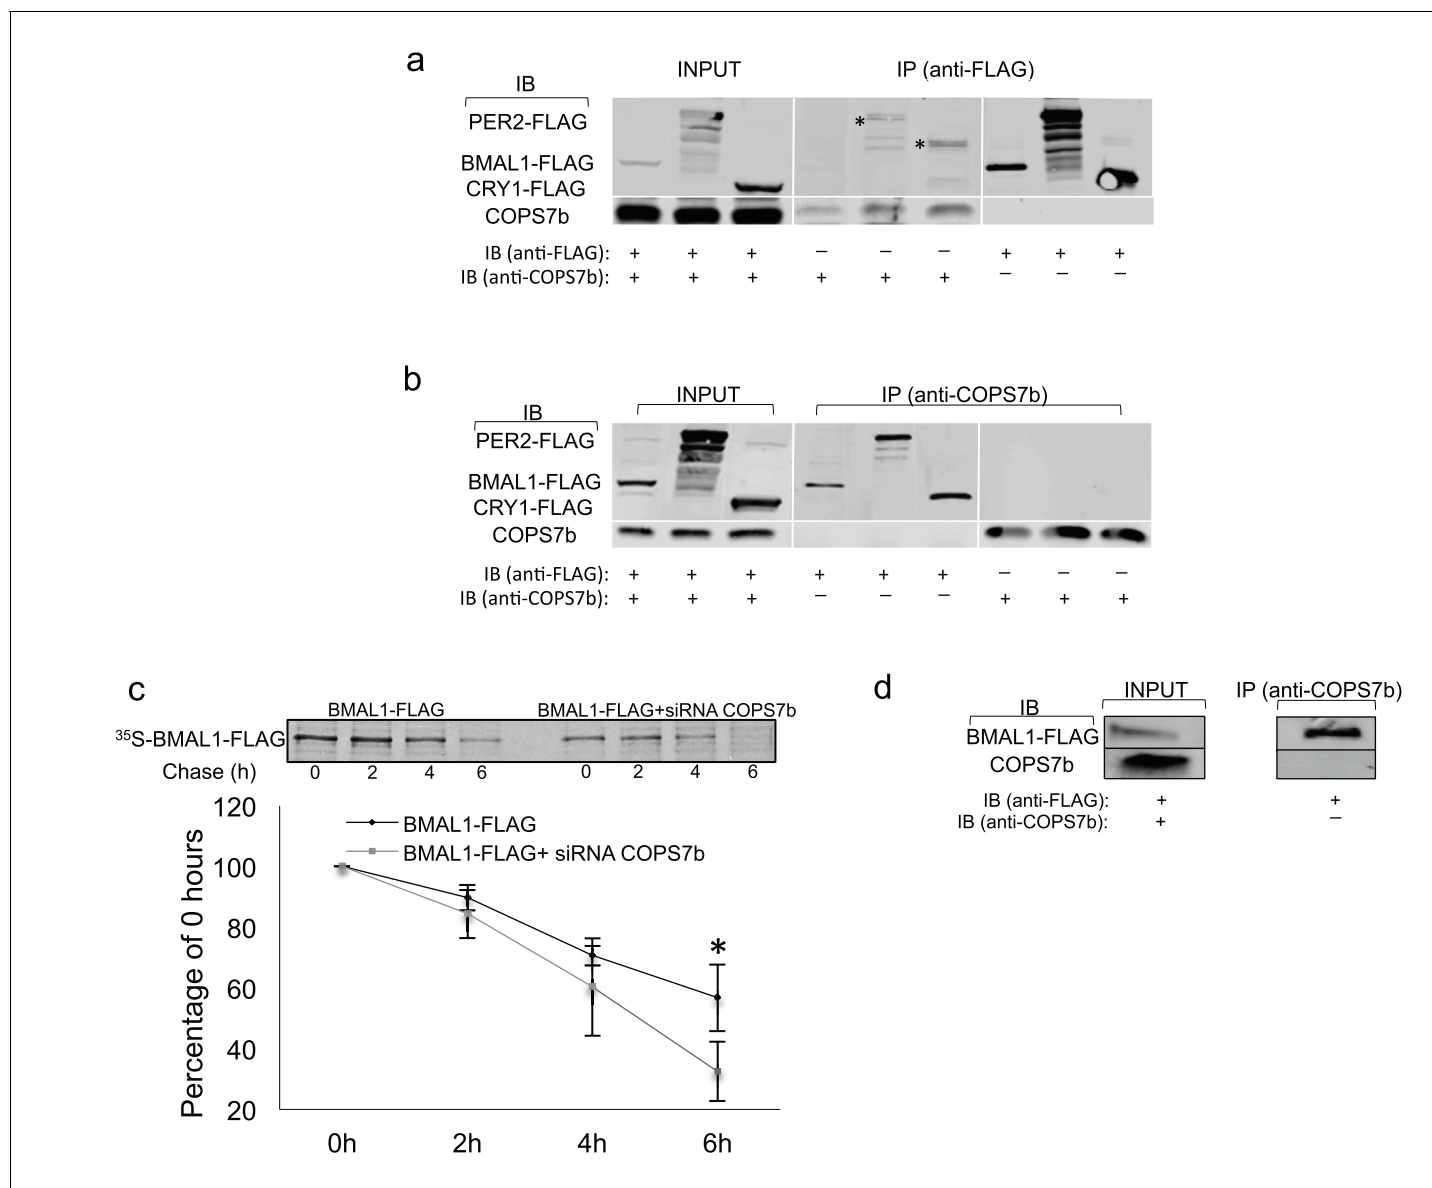 a
INPUT
IP (anti-FLAG)
IB
PER2-FLAG
BMAL1-FLAG
CRY1-FLAG
COPS7b
* *
IB (anti-FLAG): + + + – – – + + +
IB (anti-COPS7b): + + + + + + – – –
b
INPUT
IP (anti-COPS7b)
IB
PER2-FLAG
BMAL1-FLAG
CRY1-FLAG
COPS7b
IB (anti-FLAG): + + + + + + – – –
IB (anti-COPS7b): + + + – – – + + +
c
BMAL1-FLAG BMAL1-FLAG+siRNA COPS7b
35S-BMAL1-FLAG
Chase (h) 0 2 4 6 0 2 4 6
120
100
80
60
40
20
Percentage of 0 hours
BMAL1-FLAG
BMAL1-FLAG+ siRNA COPS7b
*
0h 2h 4h 6h
d
INPUT
IP (anti-COPS7b)
IB
BMAL1-FLAG
COPS7b
IB (anti-FLAG): + +
IB (anti-COPS7b): + –